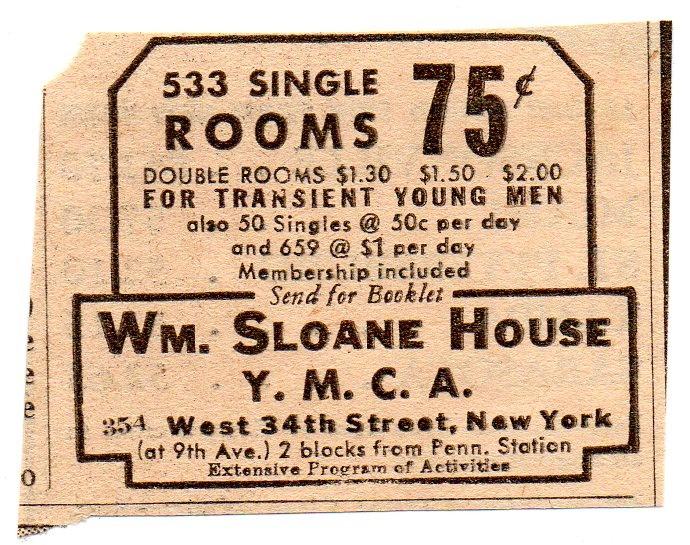 533 SINGLE
ROOMS 75¢
DOUBLE ROOMS $1.30 $1.50 - $2.00
FOR TRANSIENT YOUNG MEN
also 50 Singles @ 50c per day
and 659 @ $1 per day
Membership included
Send for Booklet
WM. SLOANE HOUSE
Y. M. C. A.
354 West 34th Street, New York
(at 9th Ave.) 2 blocks from Penn. Station
Extensive Program of Activities